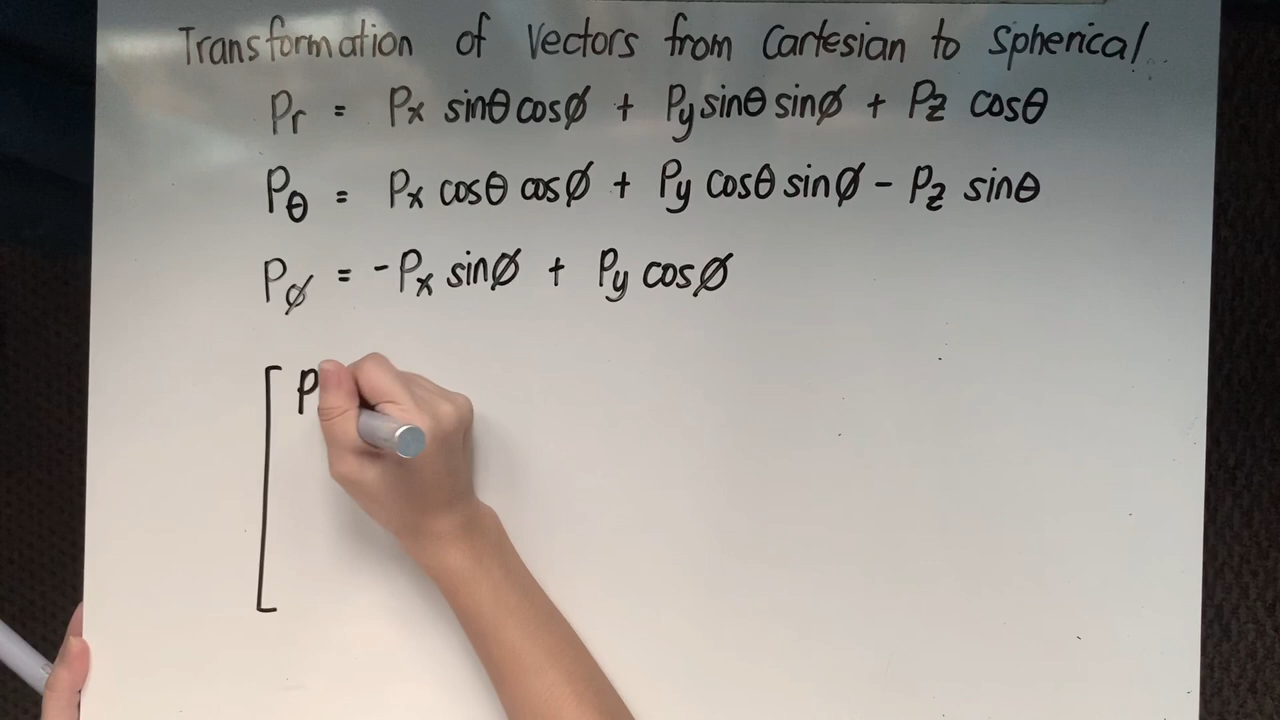 Transformation of Vectors from Cartesian to Spherical
Pr = Px sinθ cosØ + Py sinθ sinØ + Pz cosθ
Pθ = Px cosθ cosØ + Py cosθ sinØ - Pz sinθ
PØ = -Px sinØ + Py cosØ
[ P